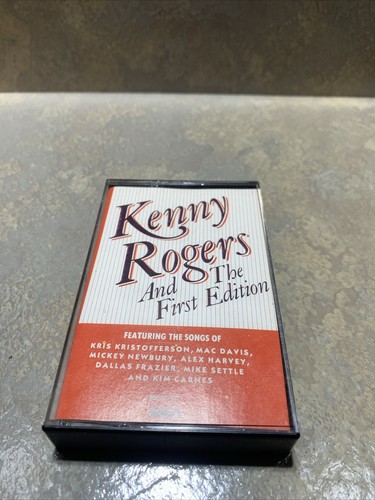 Kenny
Rogers
And The
First Edition
FEATURING THE SONGS OF
KRIS KRISTOFFERSON, MAC DAVIS,
MICKEY NEWBURY, ALEX HARVEY,
DALLAS FRAZIER, MIKE SETTLE
AND KIM CARNES